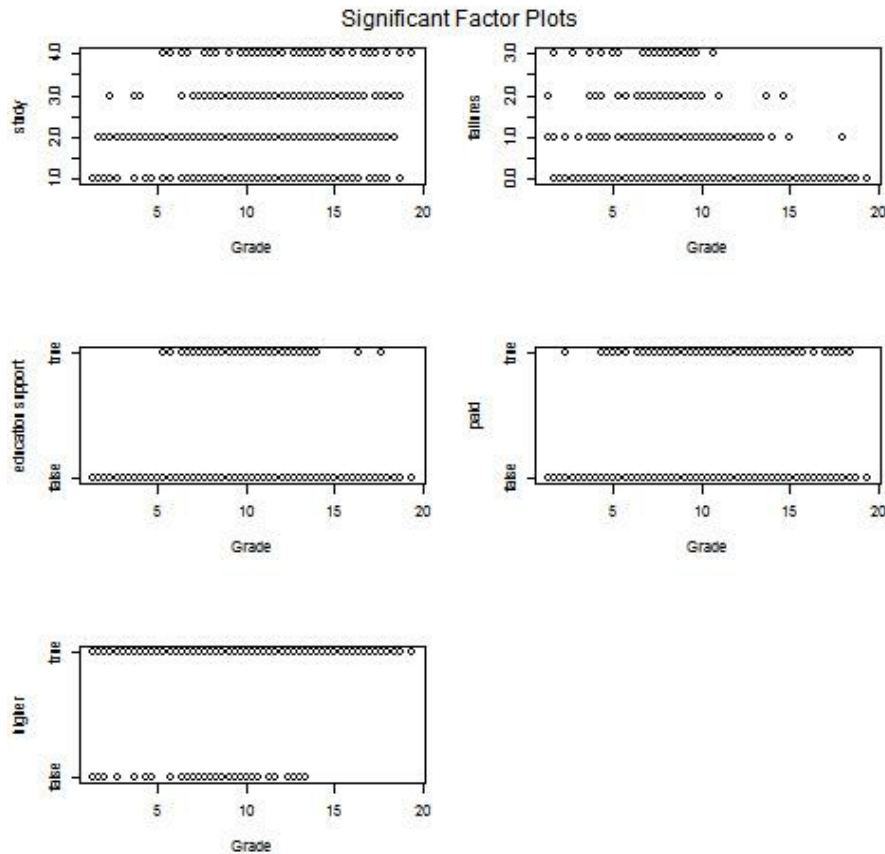 Significant Factor Plots
study
4.0
3.0
2.0
1.0
5 10 15 20
Grade
failures
3.0
2.0
1.0
0.0
5 10 15 20
Grade
education support
true
false
5 10 15 20
Grade
paid
true
false
5 10 15 20
Grade
higher
true
false
5 10 15 20
Grade